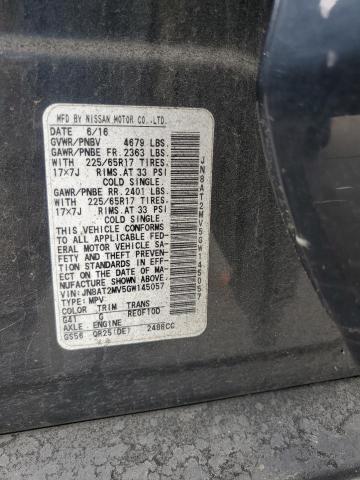 MFD BY NISSAN MOTOR CO.,LTD.
DATE 6/16
GVWR/PNBV 4679 LBS.
GAWR/PNBE FR. 2363 LBS.
WITH 225/65R17 TIRES.
17×7J RIMS.AT 33 PSI
COLD SINGLE.
GAWR/PNBE RR. 2401 LBS.
WITH 225/65R17 TIRES.
17×7J RIMS.AT 33 PSI
COLD SINGLE.
THIS VEHICLE CONFORMS
TO ALL APPLICABLE FED-
ERAL MOTOR VEHICLE SA-
FETY AND THEFT PREVEN-
TION STANDARDS IN EFF-
ECT ON THE DATE OF MA-
NUFACTURE SHOWN ABOVE.
VIN:JN8AT2MV5GW145057
TYPE:MPV
COLOR TRIM TRANS
G41 G RE0F10D
AXLE ENGINE
GS56 QR25(DE) 2488CC
JN8AT2MV5GW145057